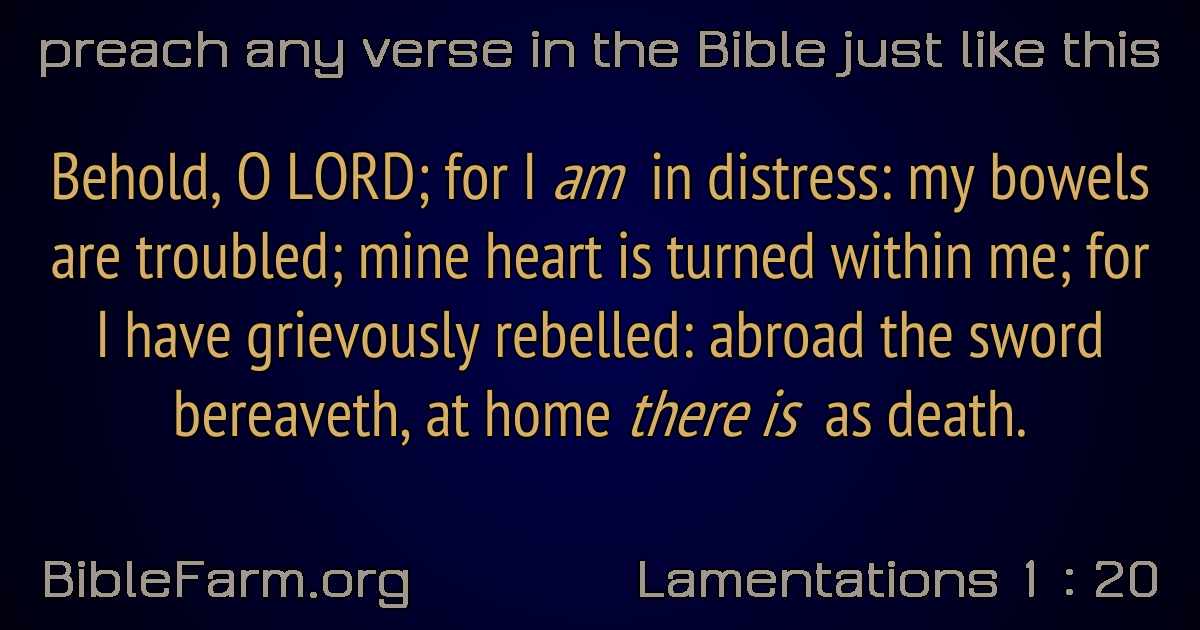 preach any verse in the Bible just like this
Behold, O LORD; for I am in distress: my bowels
are troubled; mine heart is turned within me; for
I have grievously rebelled: abroad the sword
bereaveth, at home there is as death.
BibleFarm.org
Lamentations 1 : 20